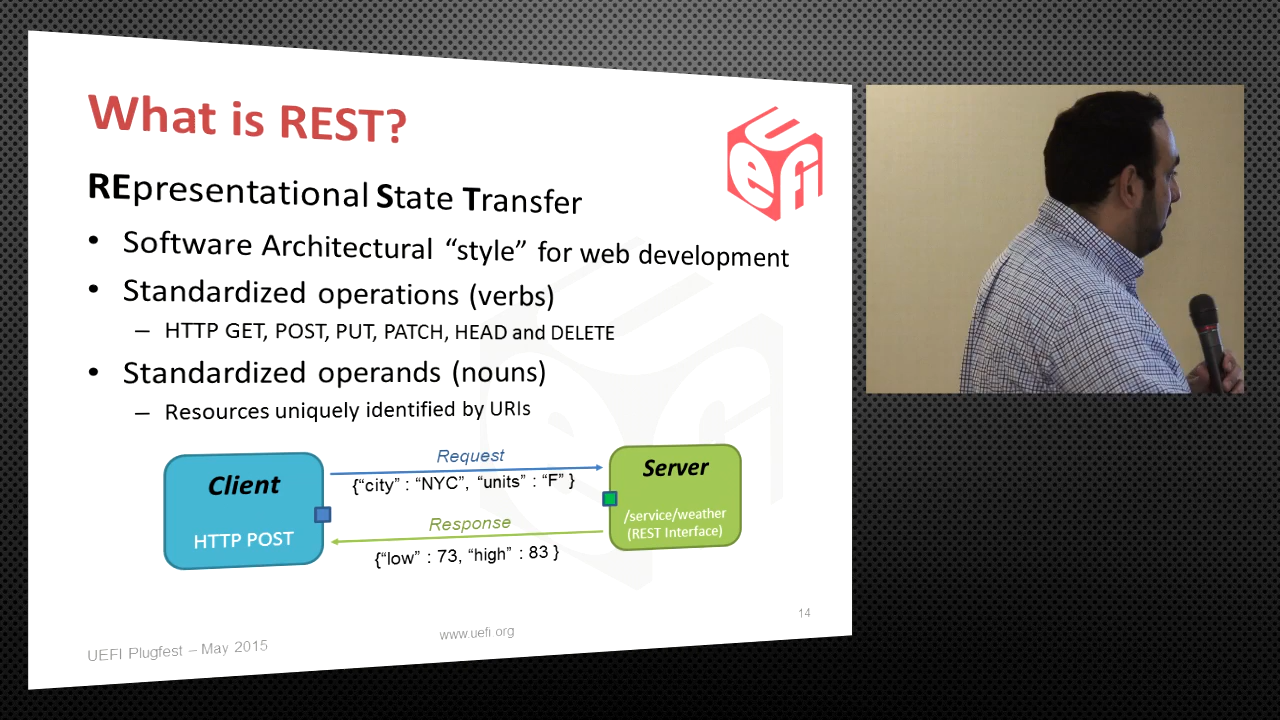 What is REST?
uefi
REpresentational State Transfer
• Software Architectural “style” for web development
• Standardized operations (verbs)
– HTTP GET, POST, PUT, PATCH, HEAD and DELETE
• Standardized operands (nouns)
– Resources uniquely identified by URIs
Client
HTTP POST
Request
{“city” : “NYC”, “units” : “F” }
Response
{“low” : 73, “high” : 83 }
Server
/service/weather
(REST Interface)
14
UEFI Plugfest – May 2015
www.uefi.org